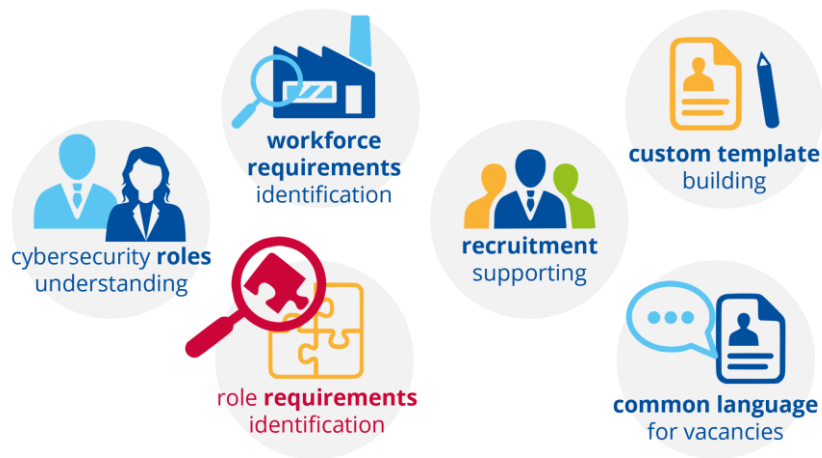 workforce
requirements
identification
custom template
building
cybersecurity roles
understanding
recruitment
supporting
role requirements
identification
common language
for vacancies